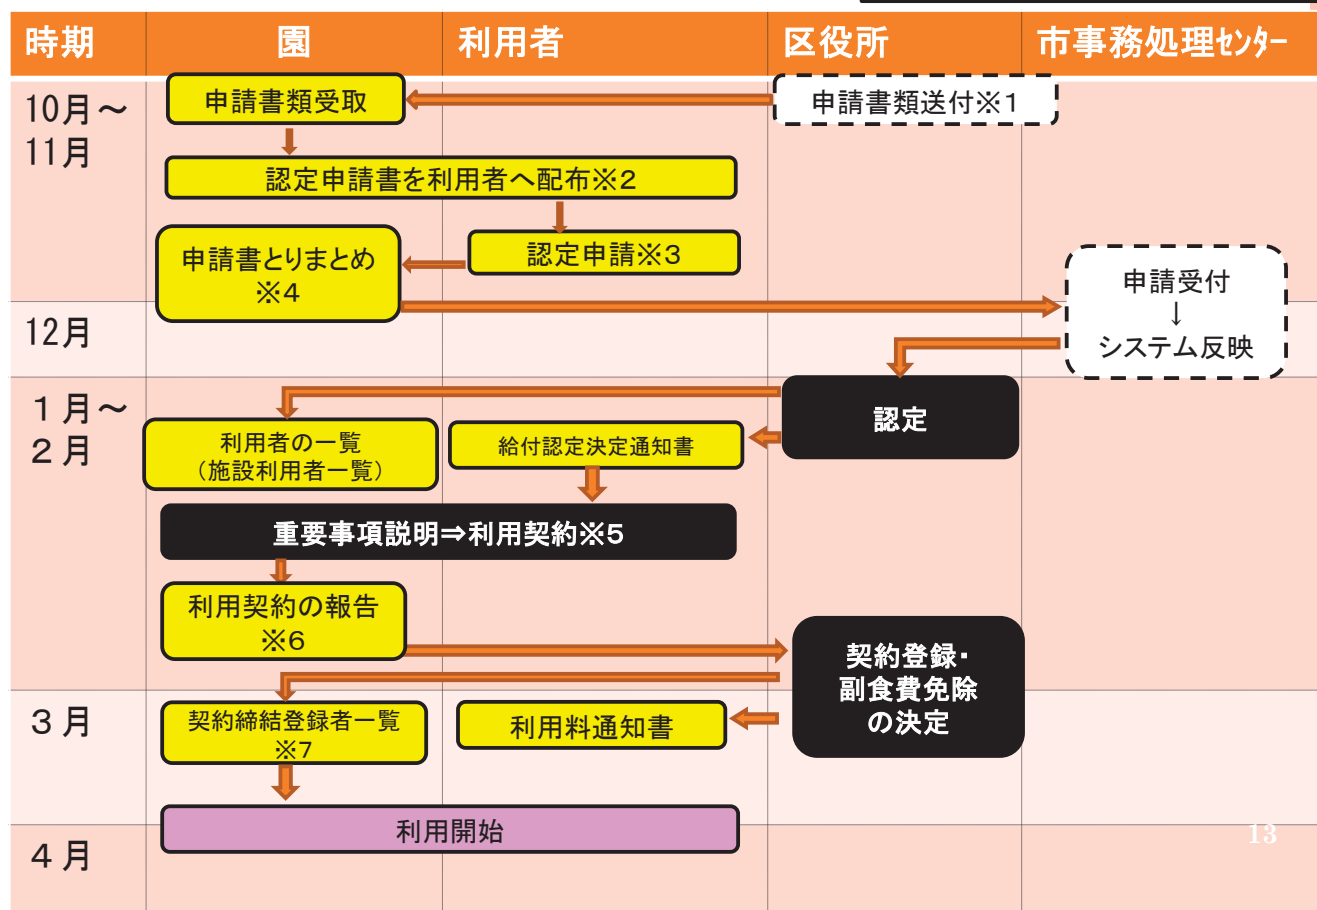 時期
園
利用者
区役所
市事務処理ｾﾝﾀｰ
10月～
11月
申請書類受取
申請書類送付※1
認定申請書を利用者へ配布※2
認定申請※3
申請書とりまとめ
※4
申請受付
↓
システム反映
12月
１月～
２月
認定
利用者の一覧
（施設利用者一覧）
給付認定決定通知書
重要事項説明⇒利用契約※5
利用契約の報告
※6
契約登録・
副食費免除
の決定
３月
契約締結登録者一覧
※7
利用料通知書
利用開始
４月
13